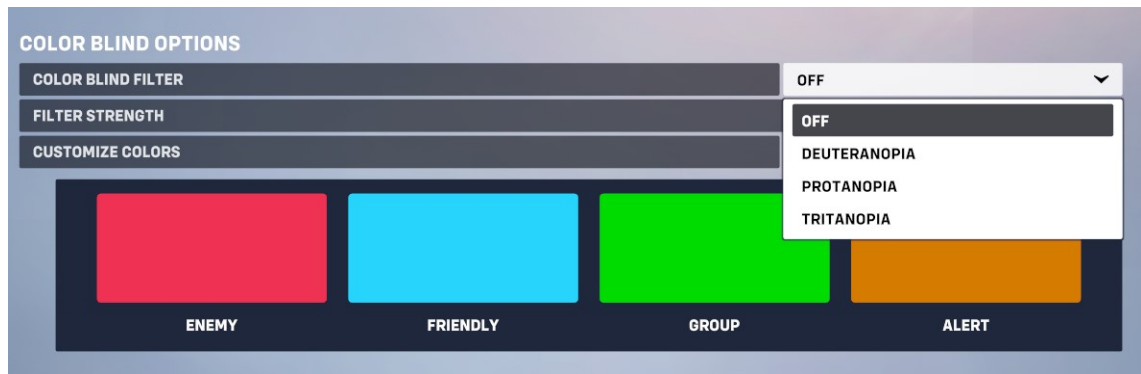 COLOR BLIND OPTIONS
COLOR BLIND FILTER
OFF
FILTER STRENGTH
OFF
CUSTOMIZE COLORS
DEUTERANOPIA
PROTANOPIA
TRITANOPIA
ENEMY
FRIENDLY
GROUP
ALERT